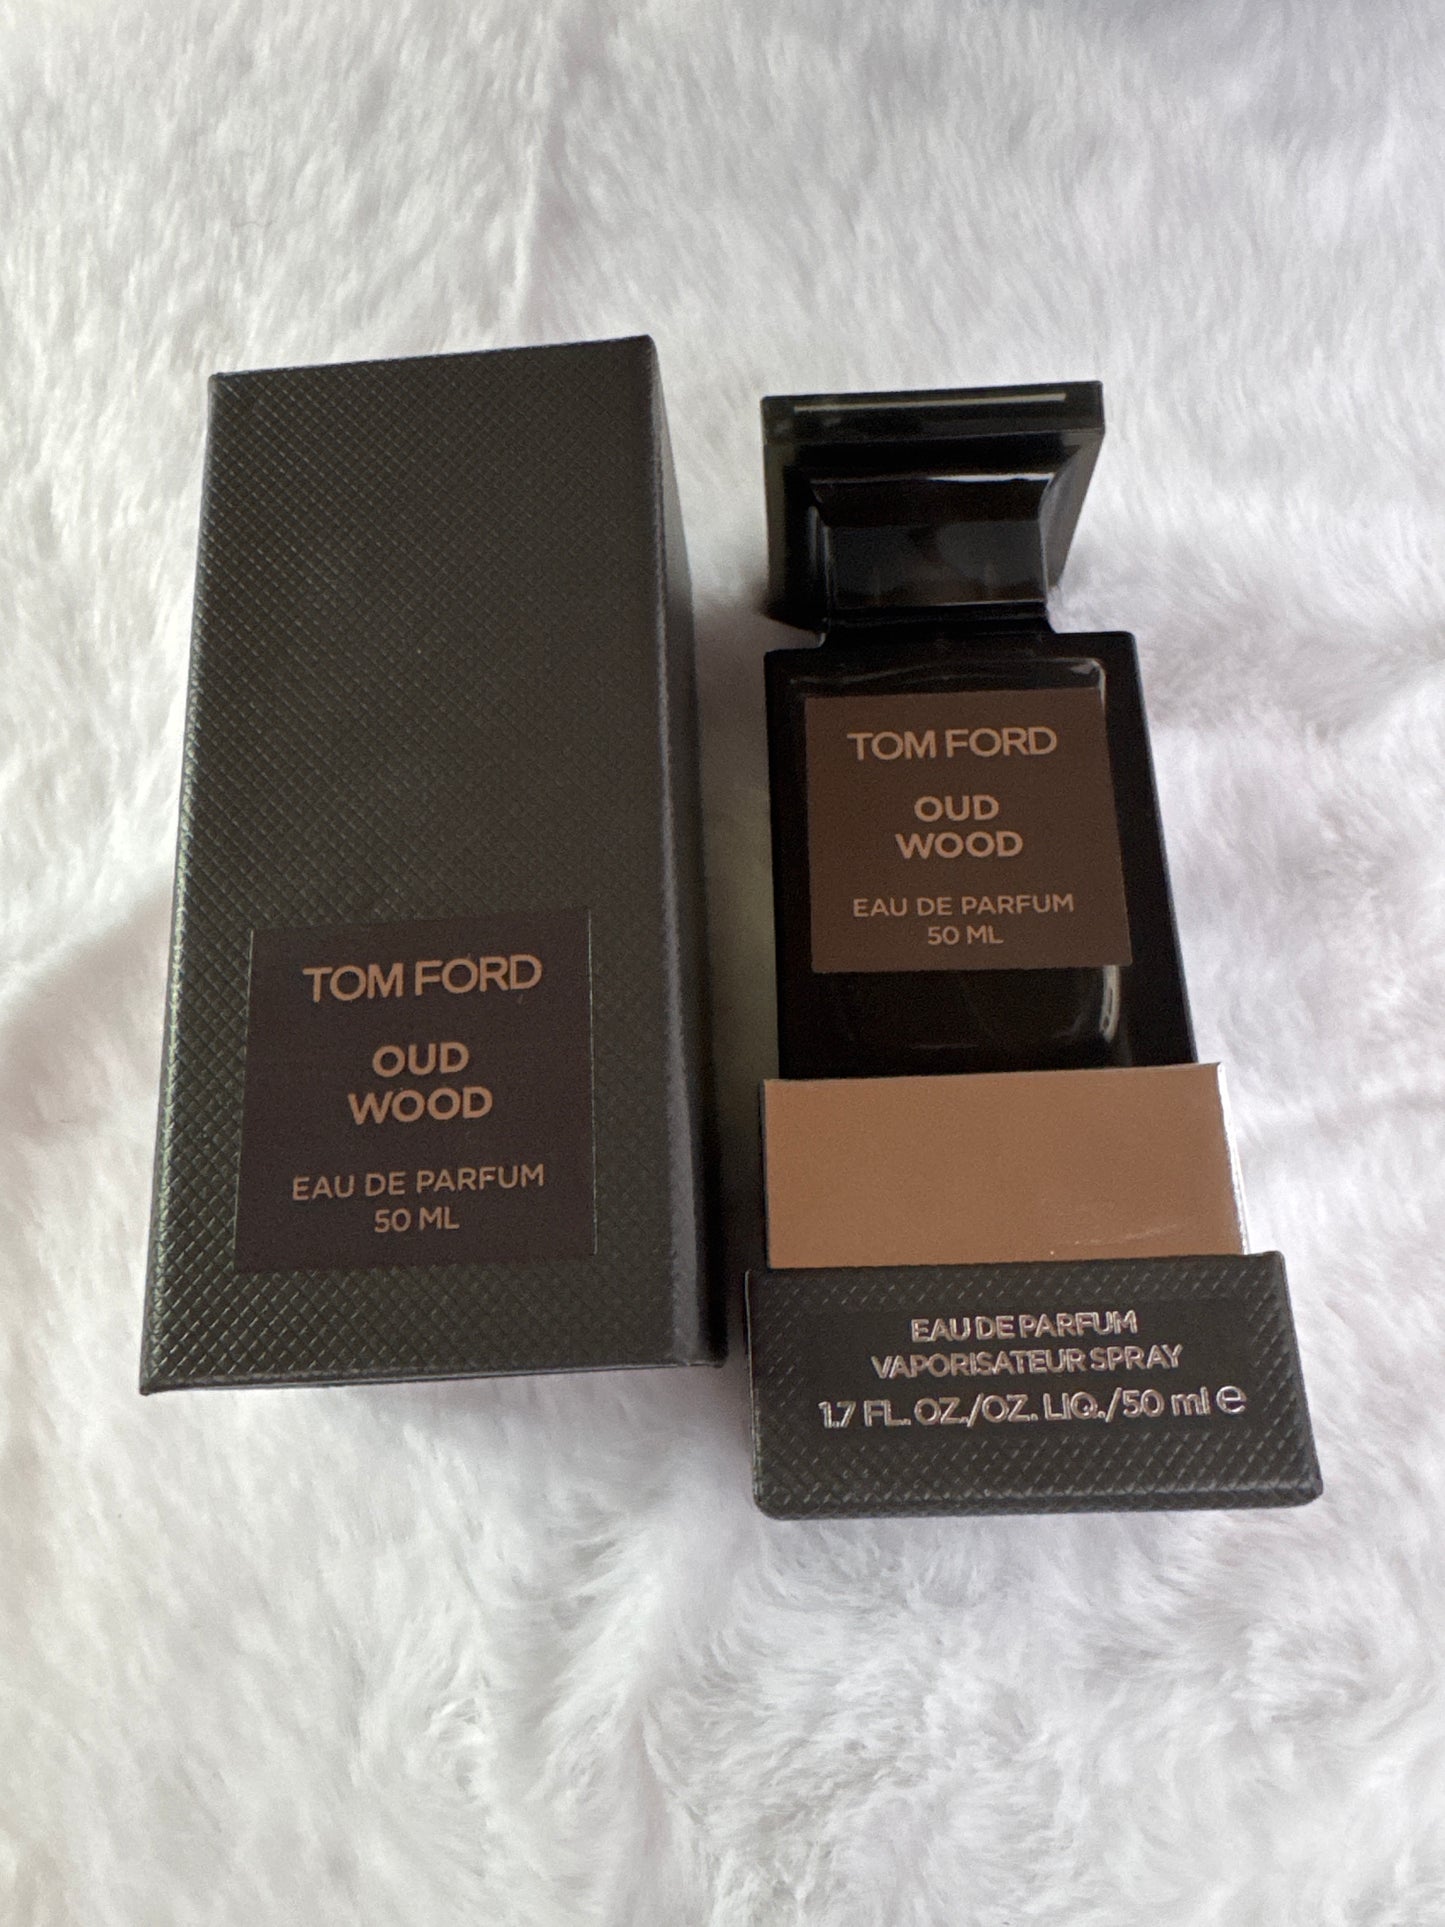 TOM FORD
OUD
WOOD
EAU DE PARFUM
50 ML
TOM FORD
OUD
WOOD
EAU DE PARFUM
50 ML
EAU DE PARFUM
VAPORISATEUR SPRAY
1.7 FL. OZ./OZ. LIQ./50 ml ℮